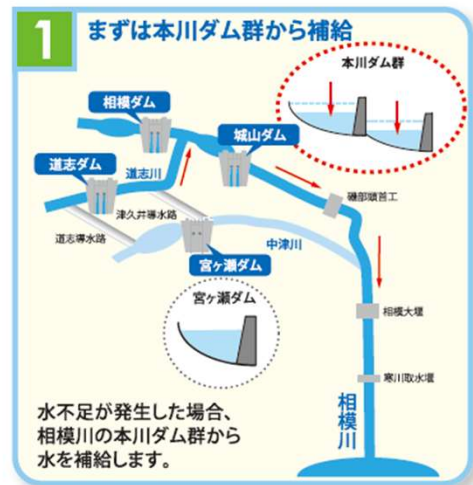 1 まずは本川ダム群から補給
本川ダム群
相模ダム
城山ダム
道志ダム
道志川
磯部頭首工
津久井導水路
道志導水路
中津川
宮ヶ瀬ダム
宮ヶ瀬ダム
相模大堰
寒川取水堰
相模川
水不足が発生した場合、
相模川の本川ダム群から
水を補給します。